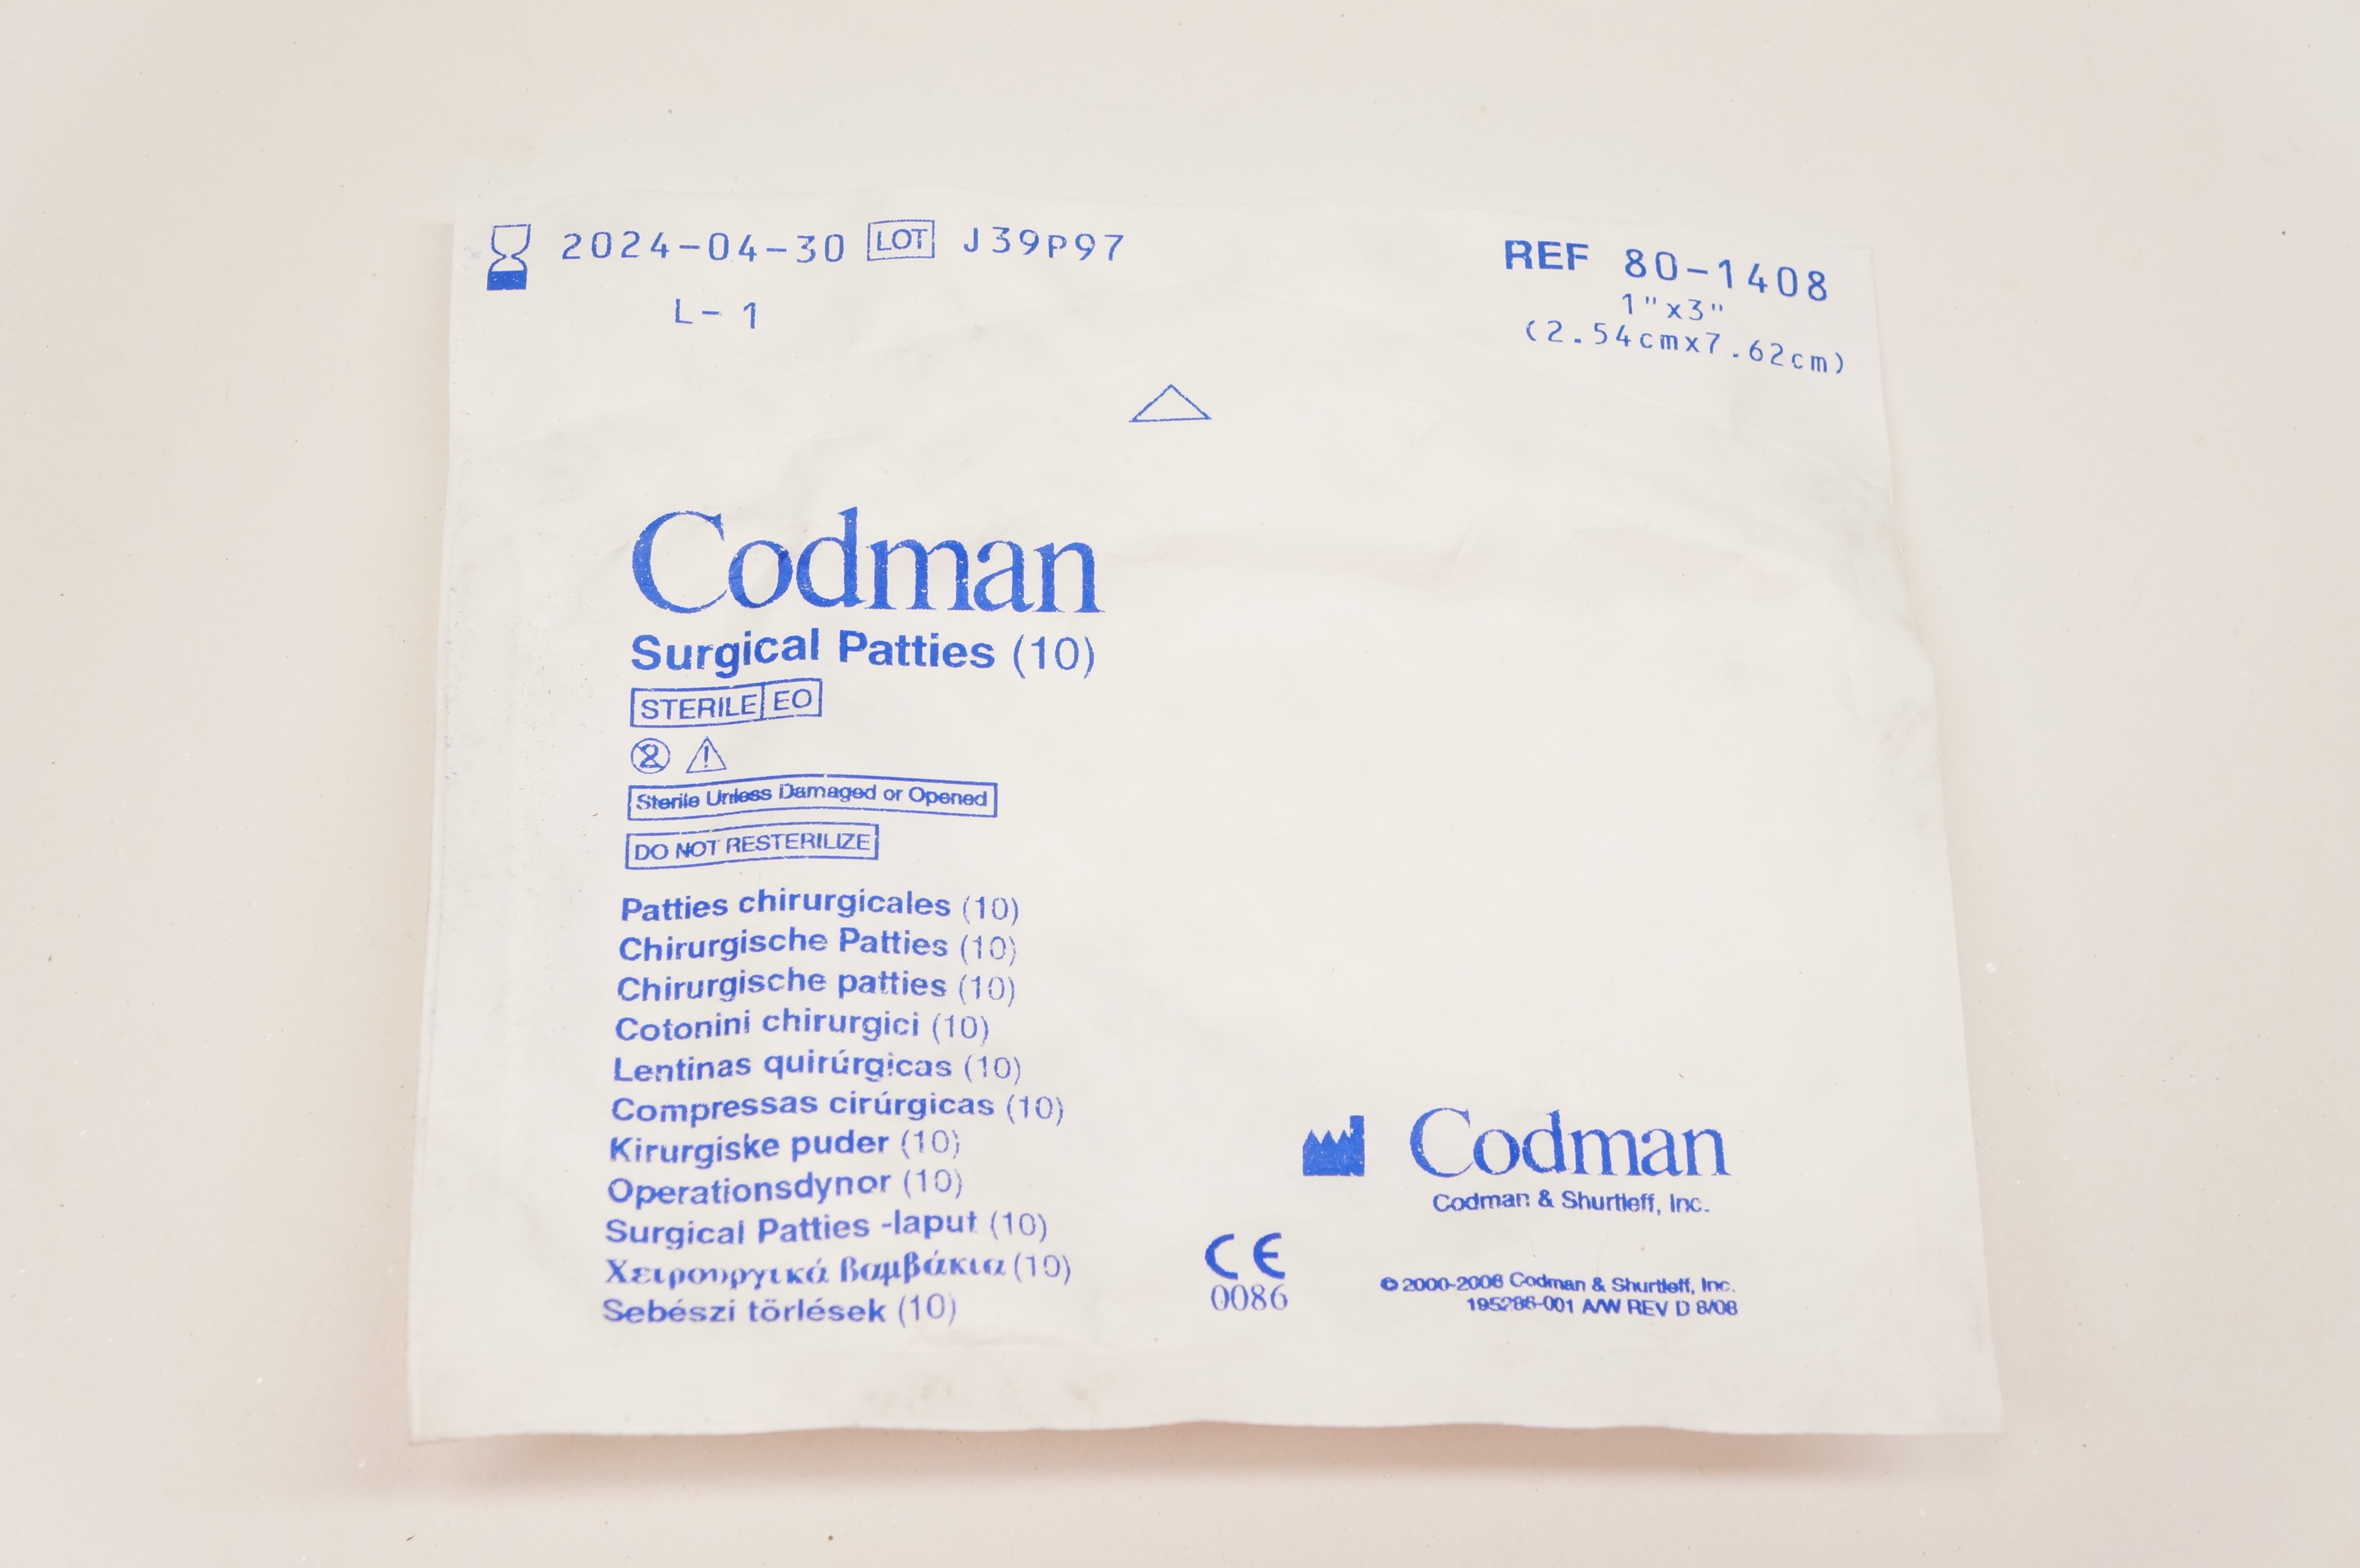 2024-04-30 LOT J39P97
L- 1
REF 80-1408
1"x3"
(2.54cmx7.62cm)
Codman
Surgical Patties (10)
STERILE EO
2
Sterile Unless Damaged or Opened
DO NOT RESTERILIZE
Patties chirurgicales (10)
Chirurgische Patties (10)
Chirurgische patties (10)
Cotonini chirurgici (10)
Lentinas quirúrgicas (10)
Compressas cirúrgicas (10)
Kirurgiske puder (10)
Operationsdynor (10)
Surgical Patties -laput (10)
Χειρουργικά βαμβάκια (10)
Sebészi törlések (10)
Codman
Codman & Shurtleff, Inc.
CE
0086
© 2000-2008 Codman & Shurtleff, Inc.
195286-001 A/W REV D 8/08